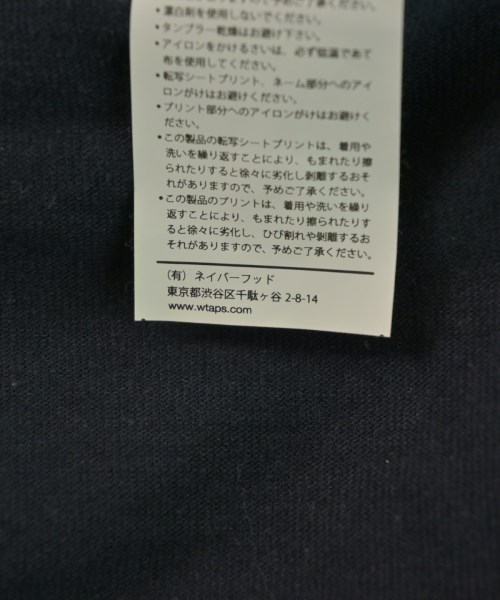 ・漂白剤を使用しないでください。
・タンブラー乾燥はお避け下さい。
・アイロンをかけるさいは、必ず低温であて
布を使用してください。
・転写シートプリント、ネーム部分へのアイ
ロンがけはお避けください。
・プリント部分へのアイロンがけはお避けく
ださい。
・この製品の転写シートプリントは、着用や
洗いを繰り返すことにより、もまれたり擦
られたりすると徐々に劣化し剥離するおそ
れがありますので、予めご了承ください。
・この製品のプリントは、着用や洗いを繰り
返すことにより、もまれたり擦られたりす
ると徐々に劣化し、ひび割れや剥離するお
それがありますので、予めご了承ください。
（有）ネイバーフッド
東京都渋谷区千駄ヶ谷 2-8-14
www.wtaps.com